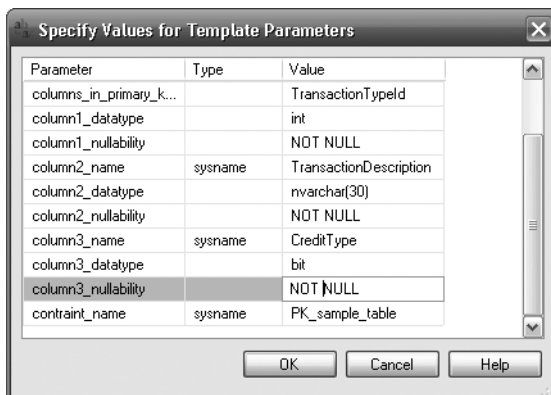 Specify Values for Template Parameters
Parameter Type Value
columns_in_primary_k... TransactionTypeId
column1_datatype int
column1_nullability NOT NULL
column2_name sysname TransactionDescription
column2_datatype nvarchar(30)
column2_nullability NOT NULL
column3_name sysname CreditType
column3_datatype bit
column3_nullability NOT NULL
contraint_name sysname PK_sample_table
OK Cancel Help